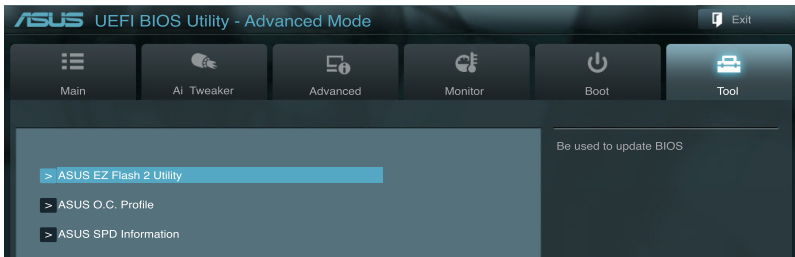 ASUS UEFI BIOS Utility - Advanced Mode
Exit
Main
Ai Tweaker
Advanced
Monitor
Boot
Tool
Be used to update BIOS
> ASUS EZ Flash 2 Utility
> ASUS O.C. Profile
> ASUS SPD Information